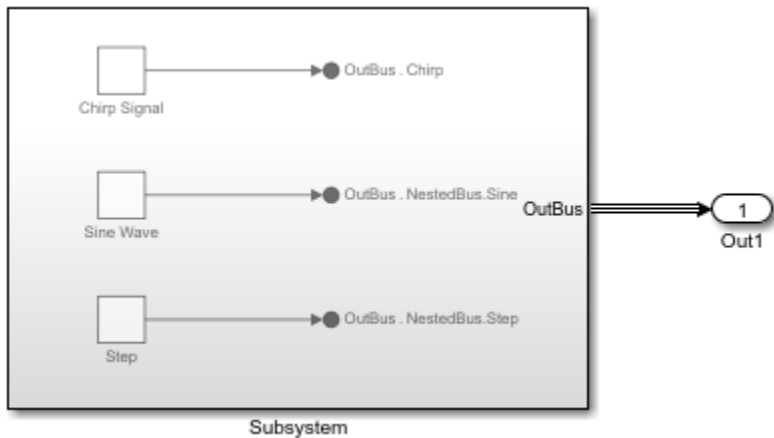 OutBus . Chirp
Chirp Signal
OutBus . NestedBus.Sine
OutBus
1
Sine Wave
Out1
OutBus . NestedBus.Step
Step
Subsystem